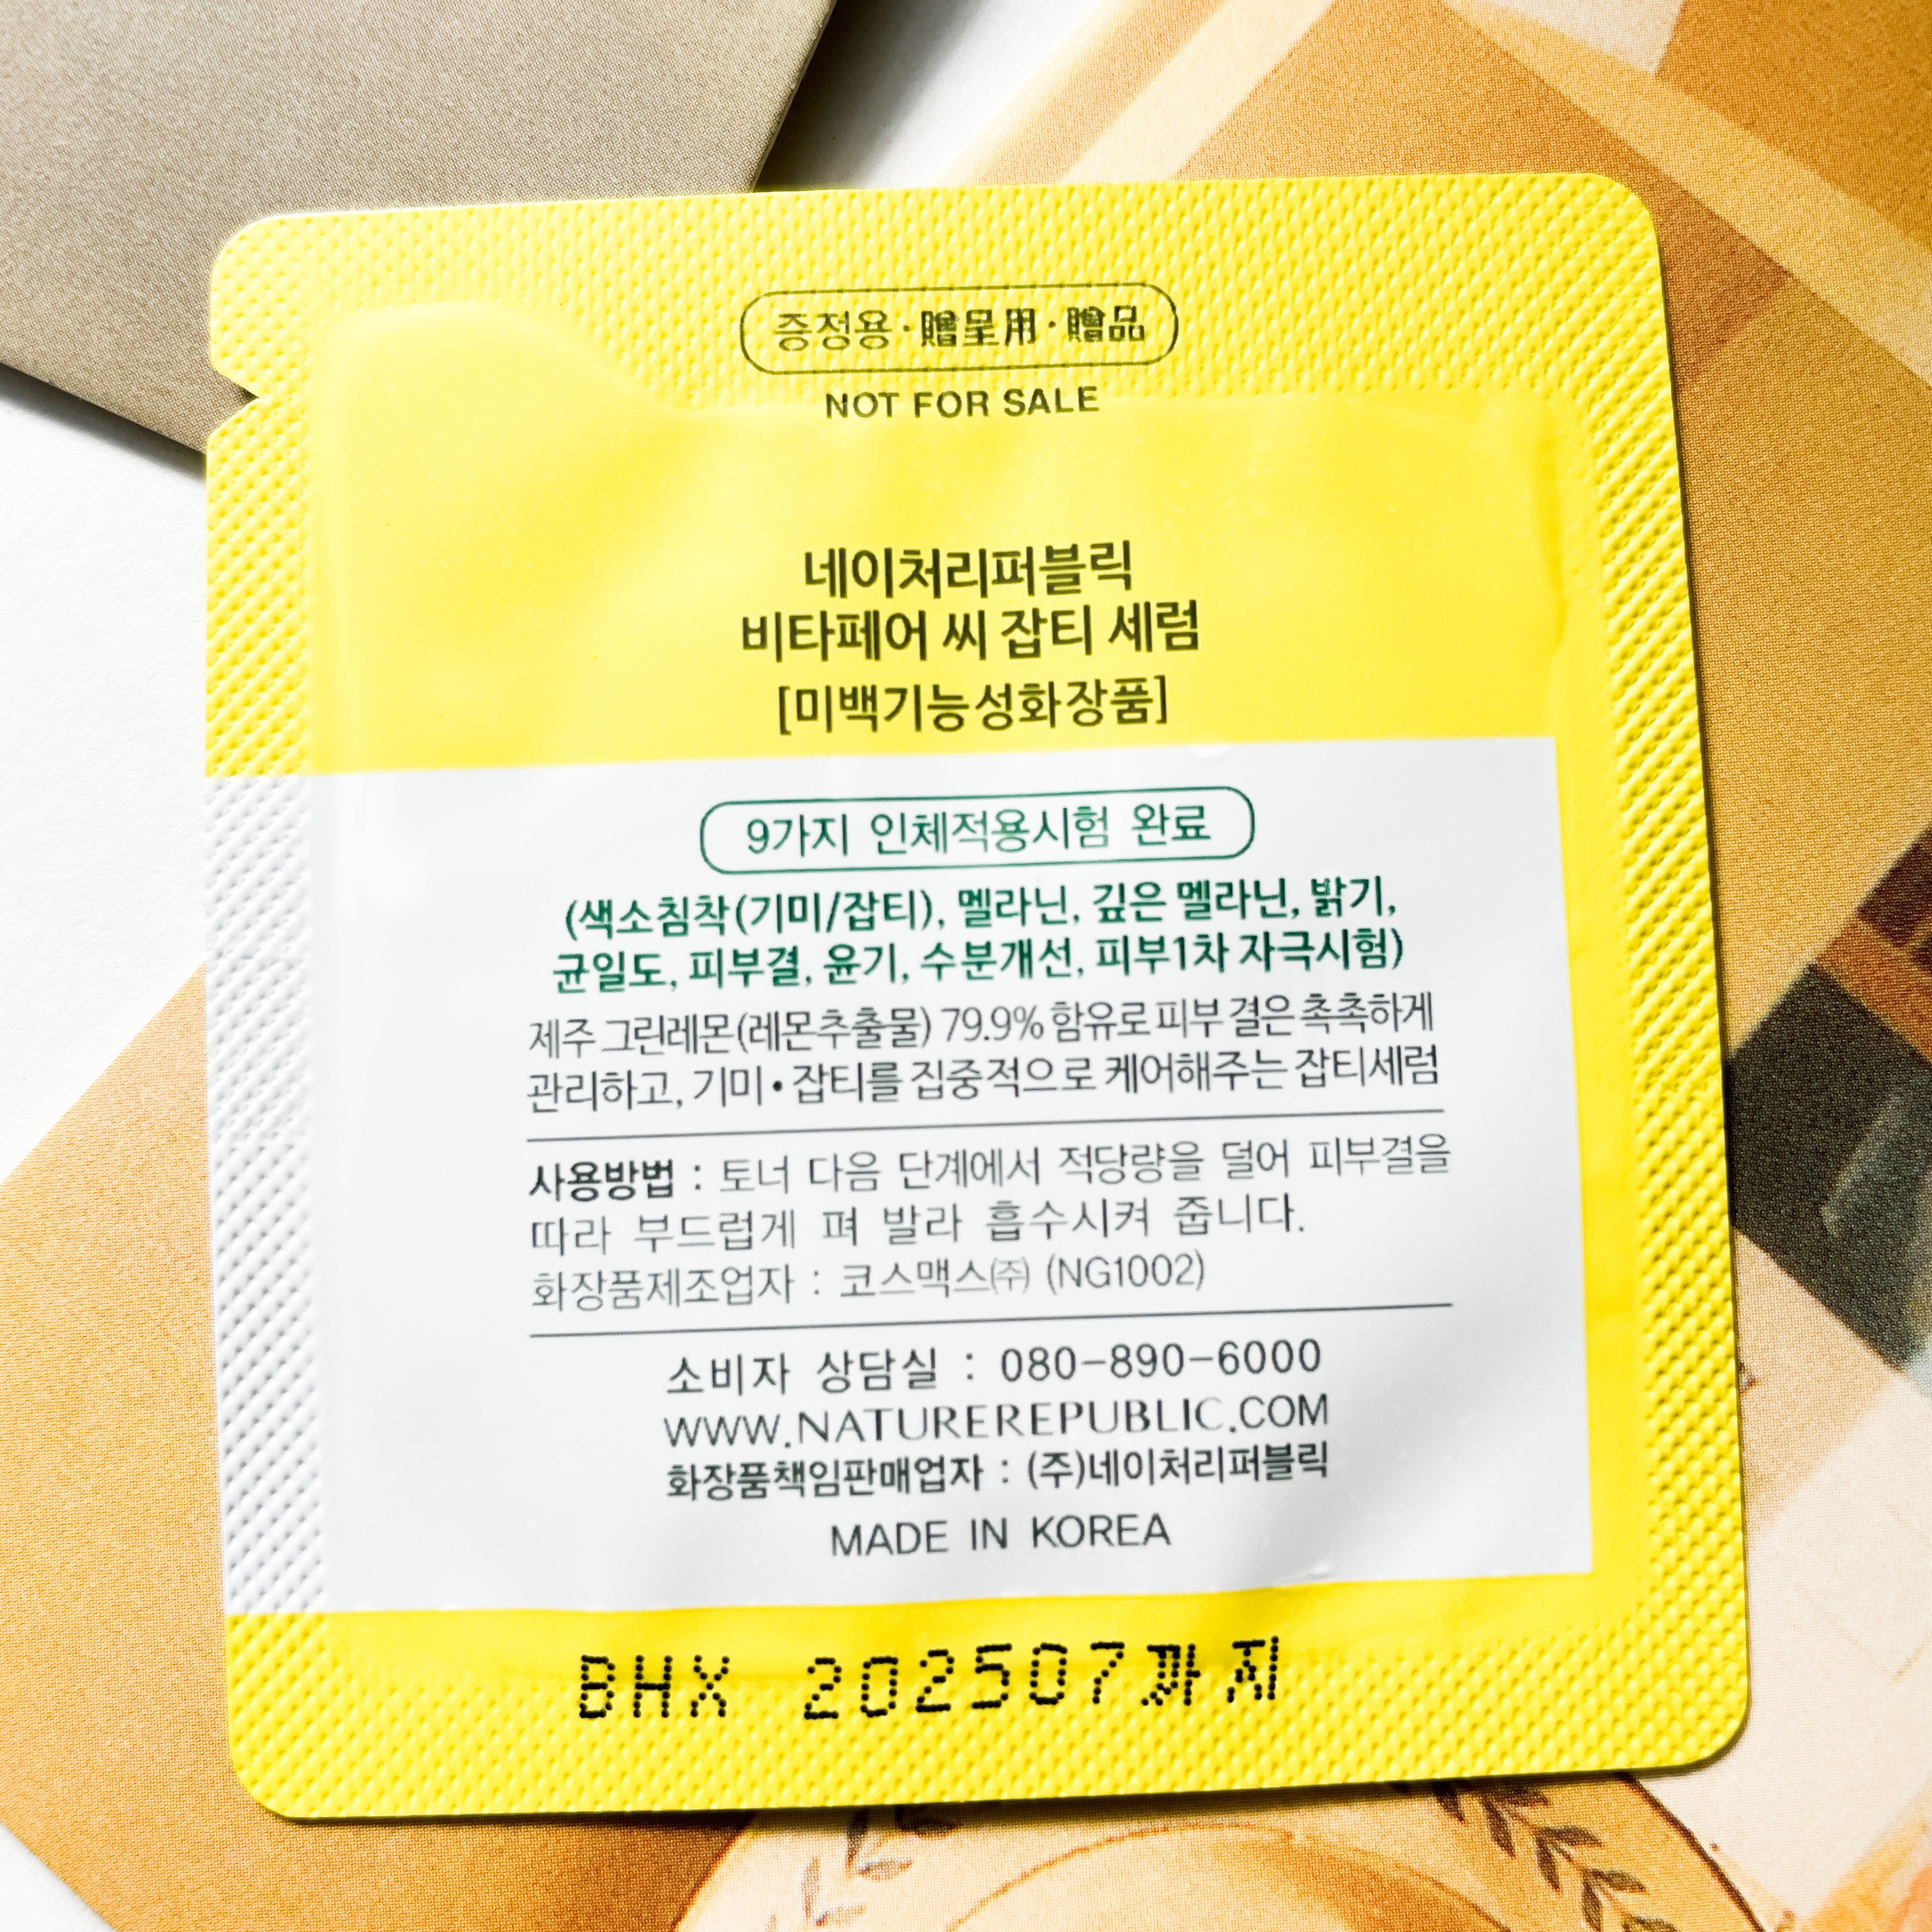 증정용·贈呈用·贈品
NOT FOR SALE
네이처리퍼블릭
비타페어 씨 잡티 세럼
[미백기능성화장품]
9가지 인체적용시험 완료
(색소침착(기미/잡티), 멜라닌, 깊은 멜라닌, 밝기,
균일도, 피부결, 윤기, 수분개선, 피부1차 자극시험)
제주 그린레몬(레몬추출물) 79.9% 함유로 피부 결은 촉촉하게
관리하고, 기미•잡티를 집중적으로 케어해주는 잡티세럼
사용방법 : 토너 다음 단계에서 적당량을 덜어 피부결을
따라 부드럽게 펴 발라 흡수시켜 줍니다.
화장품제조업자 : 코스맥스㈜ (NG1002)
소비자 상담실 : 080-890-6000
WWW.NATUREREPUBLIC.COM
화장품책임판매업자 : (주)네이처리퍼블릭
MADE IN KOREA
BHX 202507까지